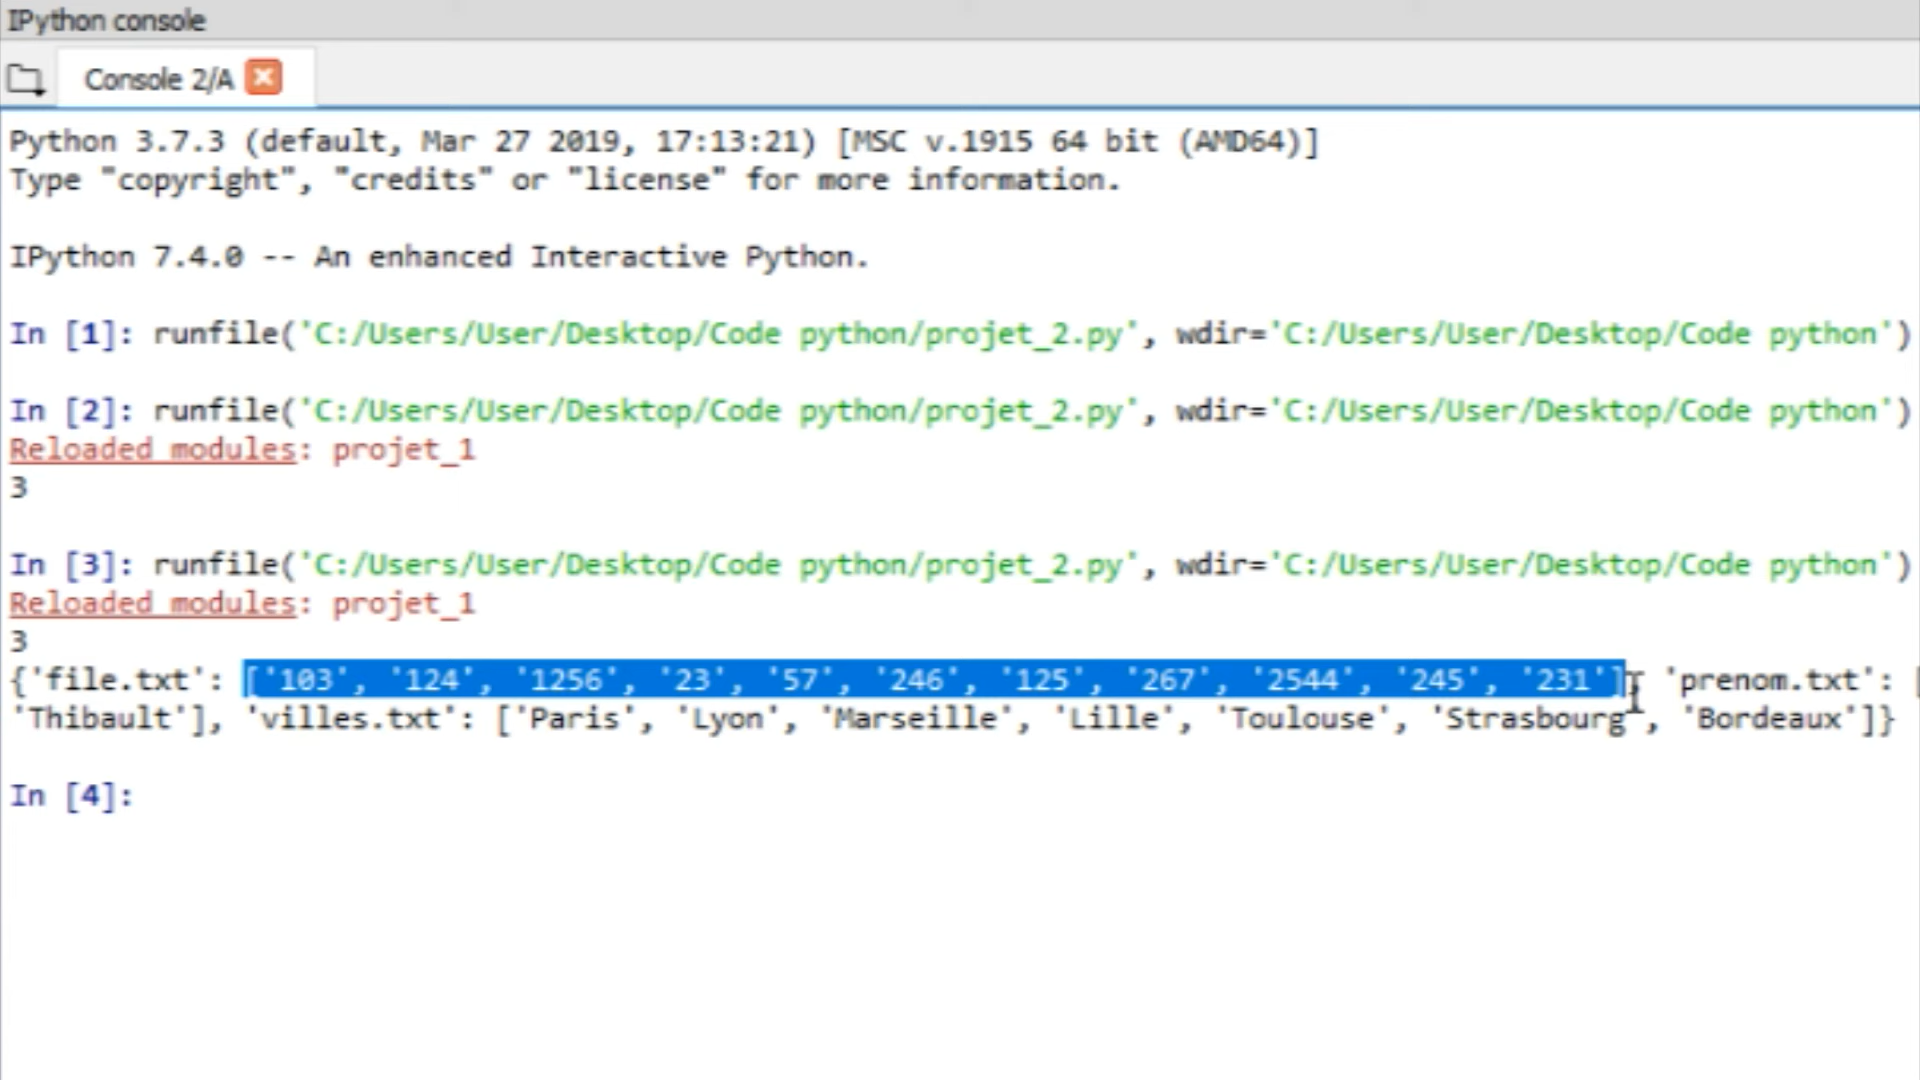 IPython console
Console 2/A
Python 3.7.3 (default, Mar 27 2019, 17:13:21) [MSC v.1915 64 bit (AMD64)]
Type "copyright", "credits" or "license" for more information.
IPython 7.4.0 -- An enhanced Interactive Python.
In [1]: runfile('C:/Users/User/Desktop/Code python/projet_2.py', wdir='C:/Users/User/Desktop/Code python')
In [2]: runfile('C:/Users/User/Desktop/Code python/projet_2.py', wdir='C:/Users/User/Desktop/Code python')
Reloaded modules: projet_1
3
In [3]: runfile('C:/Users/User/Desktop/Code python/projet_2.py', wdir='C:/Users/User/Desktop/Code python')
Reloaded modules: projet_1
3
{'file.txt': ['103', '124', '1256', '23', '57', '246', '125', '267', '2544', '245', '231'], 'prenom.txt': [
'Thibault'], 'villes.txt': ['Paris', 'Lyon', 'Marseille', 'Lille', 'Toulouse', 'Strasbourg', 'Bordeaux']}
In [4]: